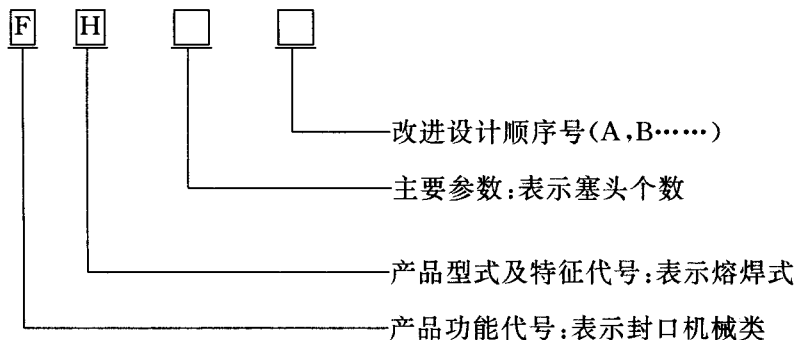 F H
改进设计顺序号(A,B……)
主要参数:表示塞头个数
产品型式及特征代号:表示熔焊式
产品功能代号:表示封口机械类